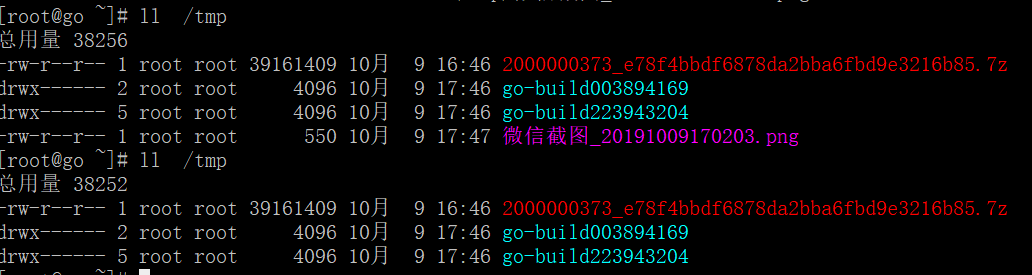 [root@go ~]# ll  /tmp
总用量 38256
-rw-r--r-- 1 root root 39161409 10月  9 16:46 2000000373_e78f4bbdf6878da2bba6fbd9e3216b85.7z
drwx------ 2 root root     4096 10月  9 17:46 go-build003894169
drwx------ 5 root root     4096 10月  9 17:46 go-build223943204
-rw------- 1 root root      550 10月  9 17:47 微信截图_20191009170203.png
[root@go ~]# ll  /tmp
总用量 38252
-rw-r--r-- 1 root root 39161409 10月  9 16:46 2000000373_e78f4bbdf6878da2bba6fbd9e3216b85.7z
drwx------ 2 root root     4096 10月  9 17:46 go-build003894169
drwx------ 5 root root     4096 10月  9 17:46 go-build223943204